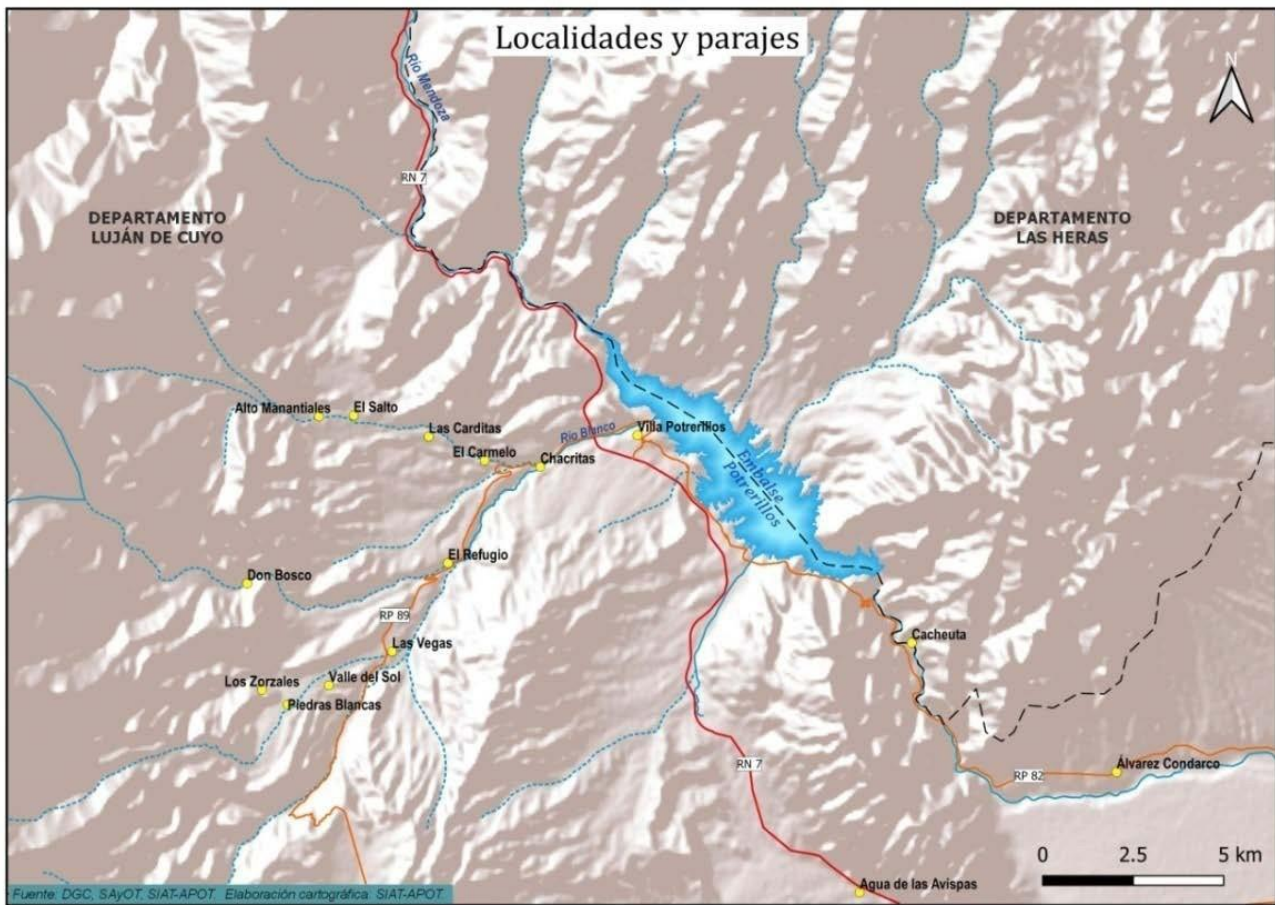 Localidades y parajes
N
Río Mendoza
RN 7
DEPARTAMENTO
LUJÁN DE CUYO
DEPARTAMENTO
LAS HERAS
Alto Manantiales
El Salto
Las Carditas
El Carmelo
Chacritas
Río Blanco
Villa Potrerillos
Embalse
Potrerillos
Don Bosco
El Refugio
RP 89
Las Vegas
Los Zorzales
Valle del Sol
Piedras Blancas
Cacheuta
RN 7
RP 82
Álvarez Condarco
Agua de las Avispas
0 2.5 5 km
Fuente: DGC, SAyOT, SIAT-APOT. Elaboración cartográfica: SIAT-APOT.